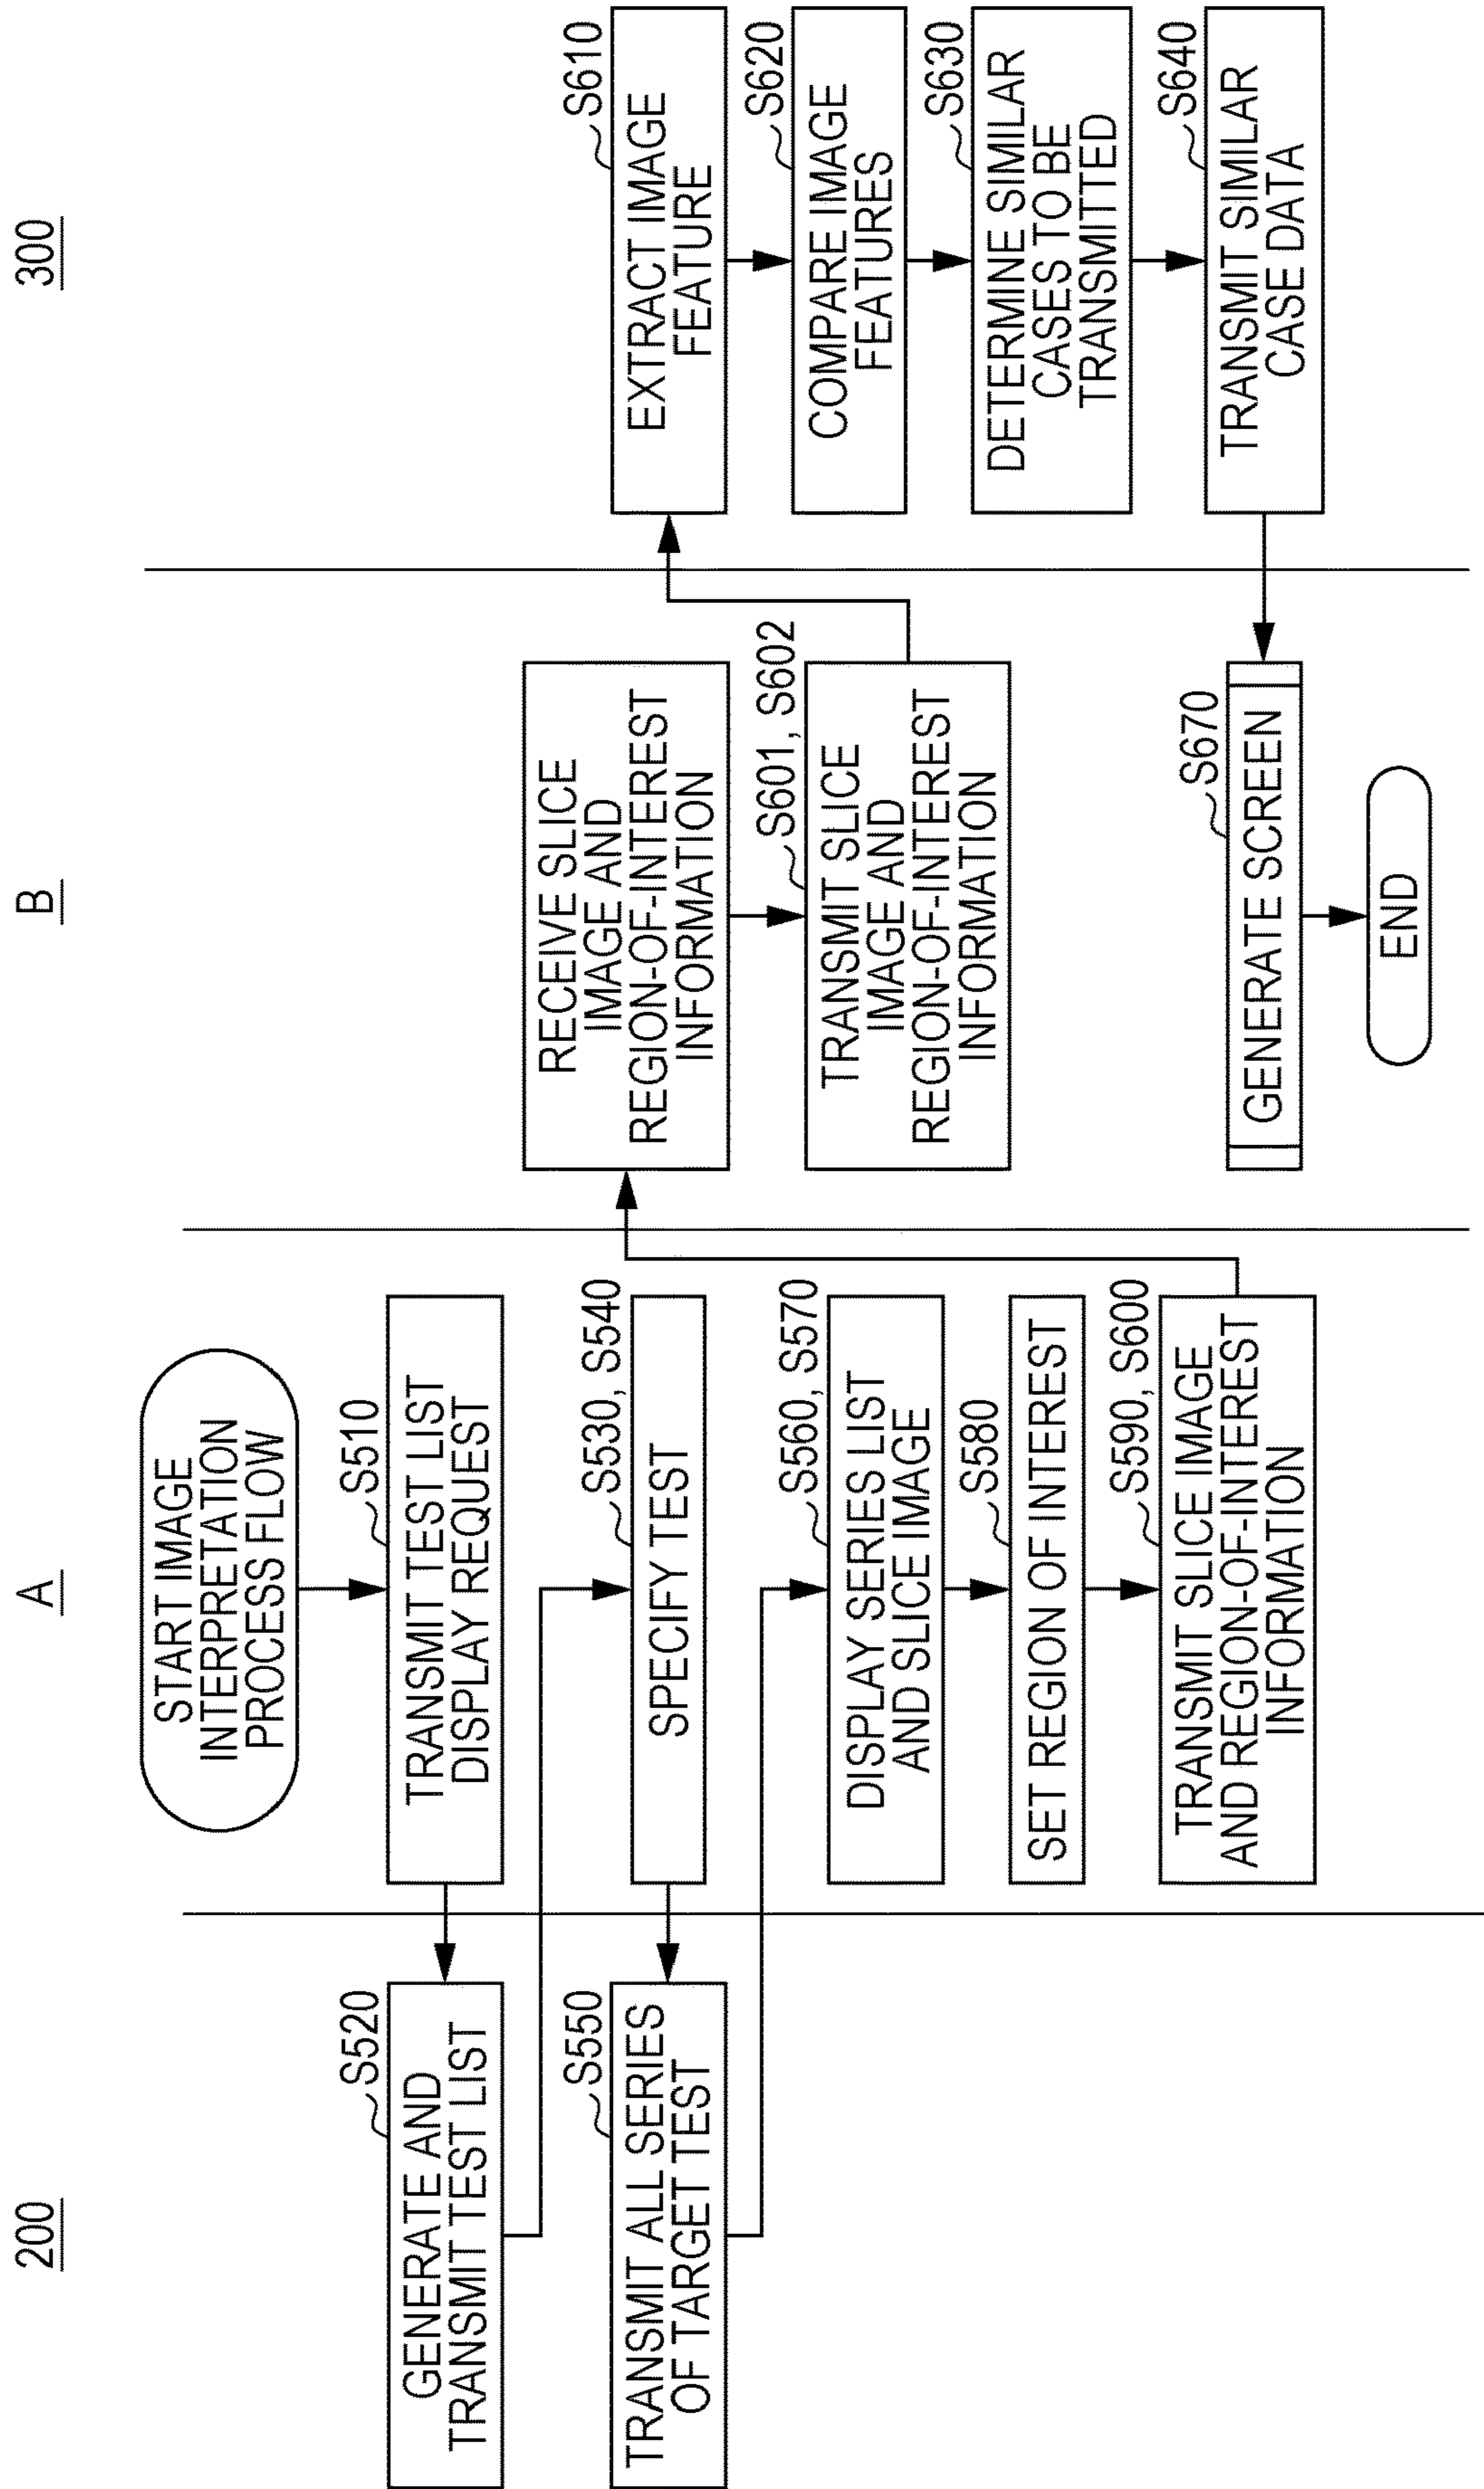 200
A
B
300
START IMAGE
INTERPRETATION
PROCESS FLOW
S510
TRANSMIT TEST LIST
DISPLAY REQUEST
S520
GENERATE AND
TRANSMIT TEST LIST
S530, S540
SPECIFY TEST
S550
TRANSMIT ALL SERIES
OF TARGET TEST
S560, S570
DISPLAY SERIES LIST
AND SLICE IMAGE
S580
SET REGION OF INTEREST
S590, S600
TRANSMIT SLICE IMAGE
AND REGION-OF-INTEREST
INFORMATION
RECEIVE SLICE
IMAGE AND
REGION-OF-INTEREST
INFORMATION
S601, S602
TRANSMIT SLICE
IMAGE AND
REGION-OF-INTEREST
INFORMATION
S610
EXTRACT IMAGE
FEATURE
S620
COMPARE IMAGE
FEATURES
S630
DETERMINE SIMILAR
CASES TO BE
TRANSMITTED
S640
TRANSMIT SIMILAR
CASE DATA
S670
GENERATE SCREEN
END